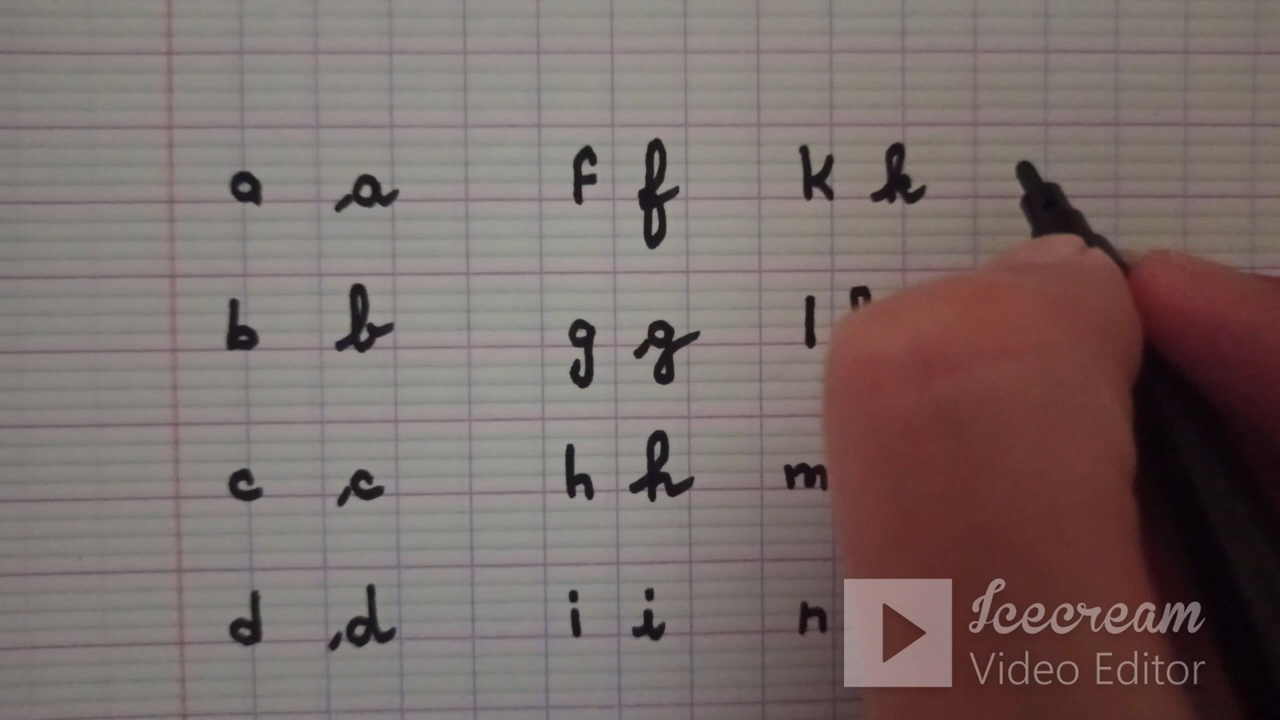 a a f f k k
b b g g l
c c h h m
d d i i n
Icecream
Video Editor